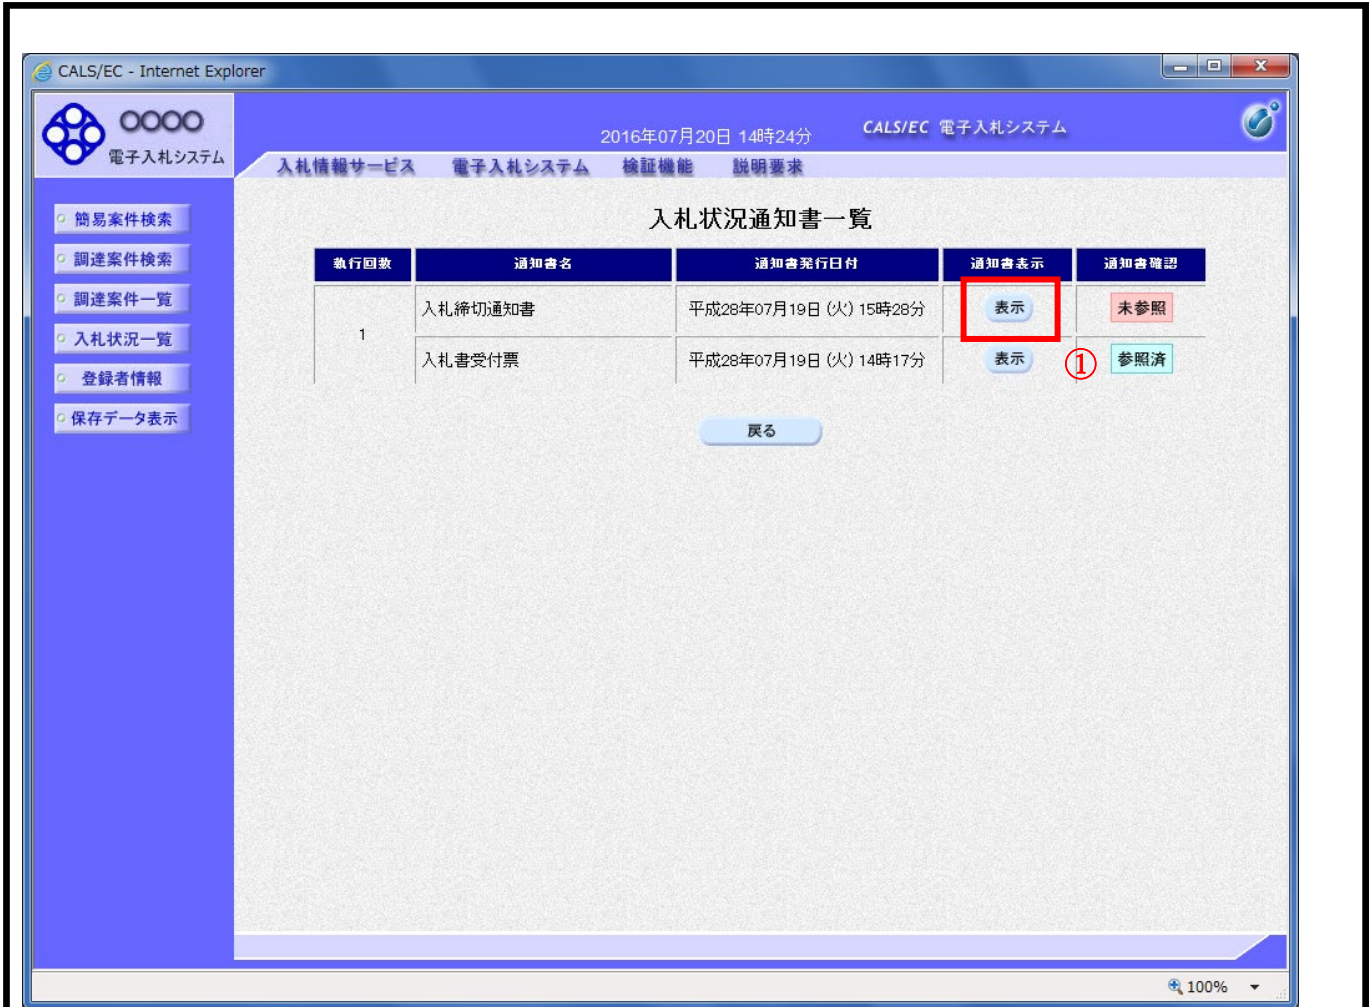 CALS/EC - Internet Explorer
○○○○
電子入札システム
2016年07月20日 14時24分
CALS/EC 電子入札システム
入札情報サービス 電子入札システム 検証機能 説明要求
簡易案件検索
調達案件検索
調達案件一覧
入札状況一覧
登録者情報
保存データ表示
入札状況通知書一覧
執行回数 通知書名 通知書発行日付 通知書表示 通知書確認
1
入札締切通知書 平成28年07月19日 (火) 15時28分 表示 未参照
入札書受付票 平成28年07月19日 (火) 14時17分 表示 ① 参照済
戻る
100%